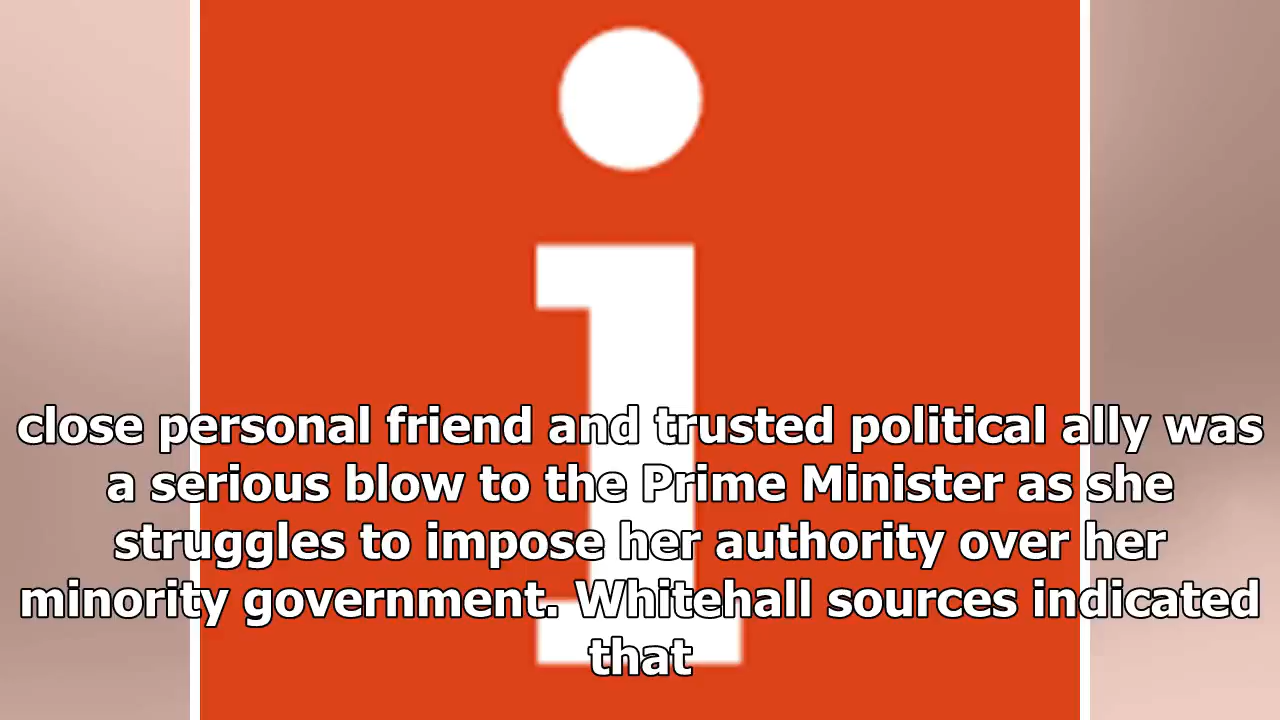 i
close personal friend and trusted political ally was
a serious blow to the Prime Minister as she
struggles to impose her authority over her
minority government. Whitehall sources indicated
that